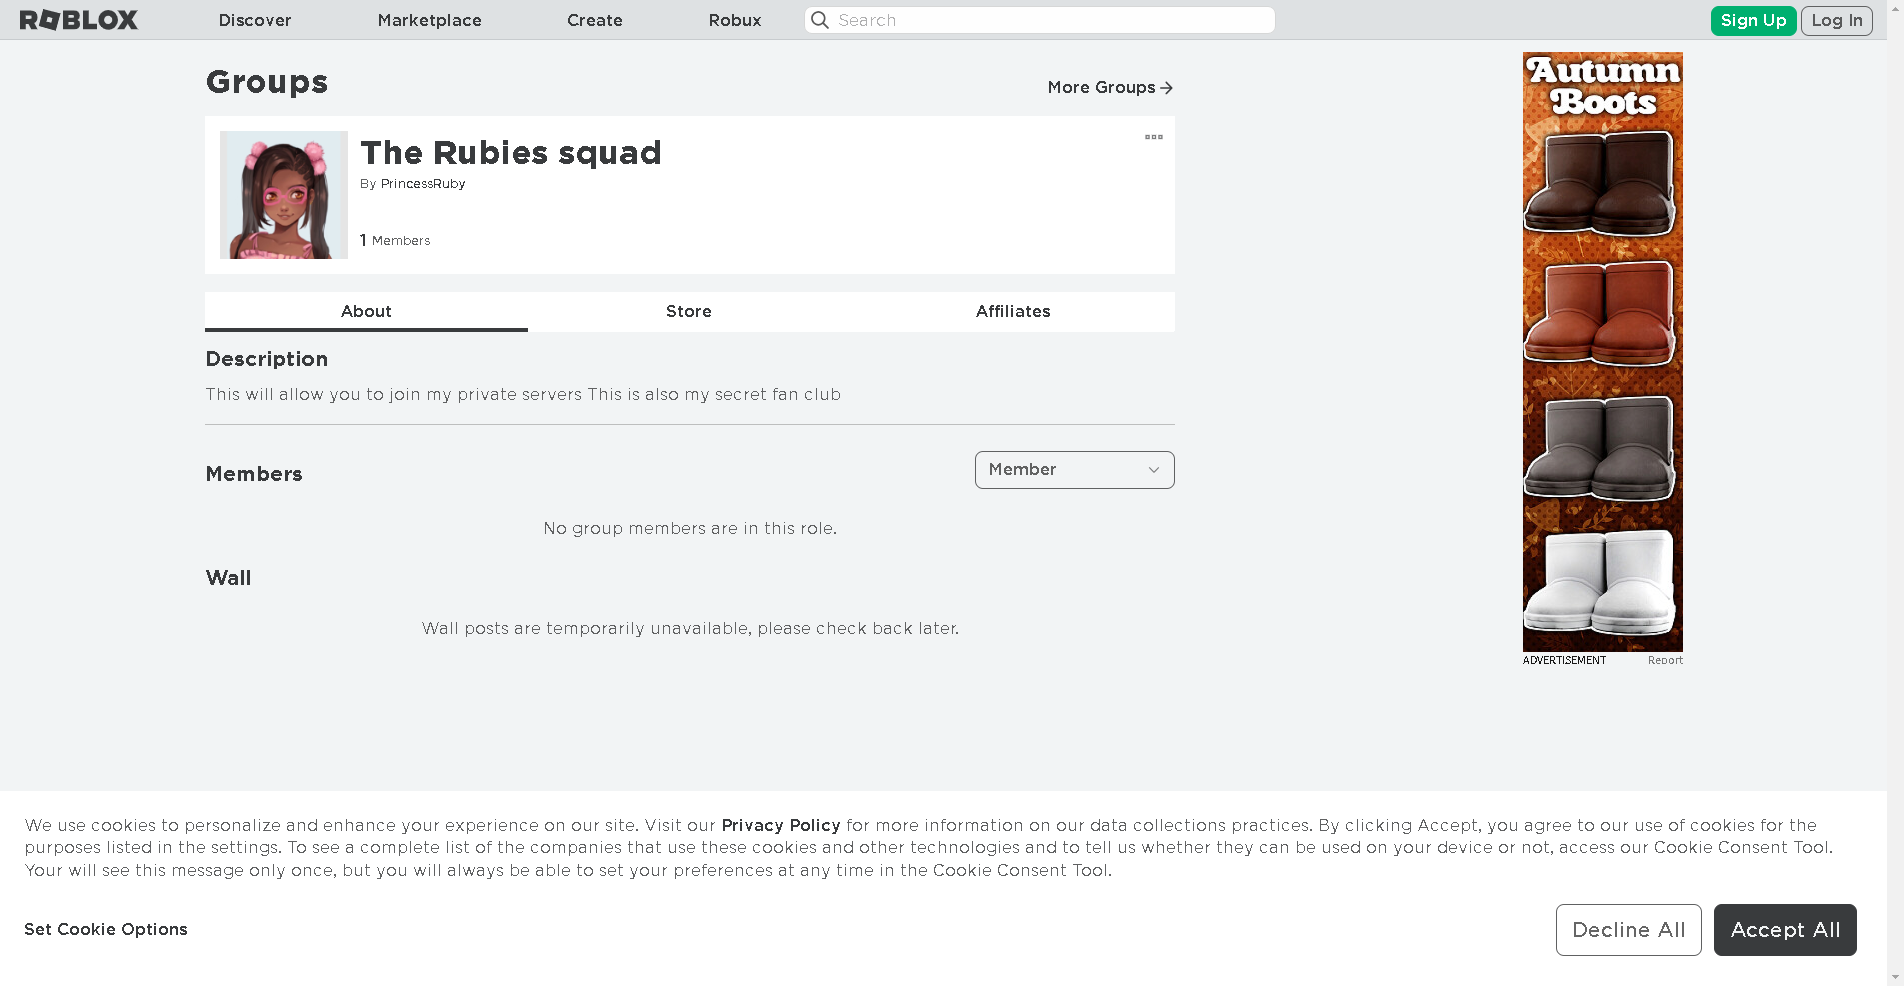 ROBLOX
Discover
Marketplace
Create
Robux
Search
Sign Up
Log In
Groups
More Groups
The Rubies squad
By PrincessRuby
1 Members
About
Store
Affiliates
Description
This will allow you to join my private servers This is also my secret fan club
Members
Member
No group members are in this role.
Wall
Wall posts are temporarily unavailable, please check back later.
Autumn
Boots
ADVERTISEMENT
Report
We use cookies to personalize and enhance your experience on our site. Visit our Privacy Policy for more information on our data collections practices. By clicking Accept, you agree to our use of cookies for the
purposes listed in the settings. To see a complete list of the companies that use these cookies and other technologies and to tell us whether they can be used on your device or not, access our Cookie Consent Tool.
Your will see this message only once, but you will always be able to set your preferences at any time in the Cookie Consent Tool.
Set Cookie Options
Decline All
Accept All